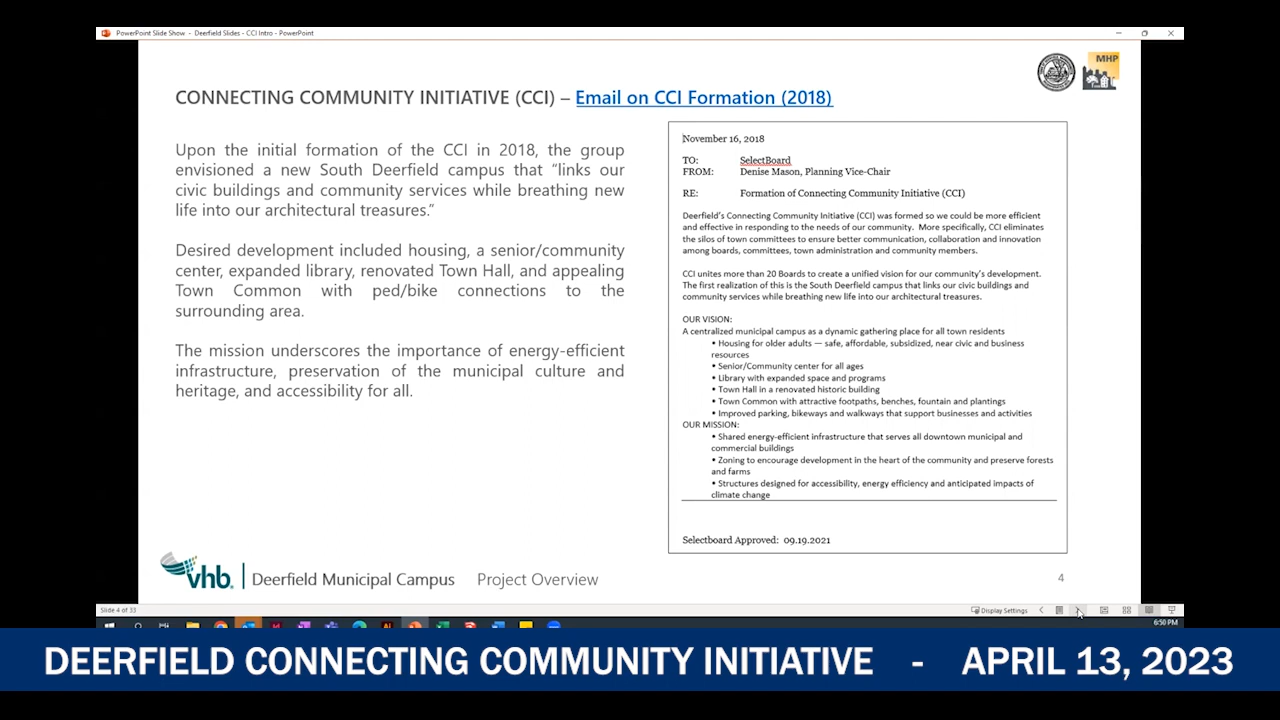 PowerPoint Slide Show - Deerfield Slides - CCI Intro - PowerPoint
MHP
CONNECTING COMMUNITY INITIATIVE (CCI) – Email on CCI Formation (2018)
Upon the initial formation of the CCI in 2018, the group
envisioned a new South Deerfield campus that “links our
civic buildings and community services while breathing new
life into our architectural treasures.”
Desired development included housing, a senior/community
center, expanded library, renovated Town Hall, and appealing
Town Common with ped/bike connections to the
surrounding area.
The mission underscores the importance of energy-efficient
infrastructure, preservation of the municipal culture and
heritage, and accessibility for all.
November 16, 2018
TO: SelectBoard
FROM: Denise Mason, Planning Vice-Chair
RE: Formation of Connecting Community Initiative (CCI)
Deerfield's Connecting Community Initiative (CCI) was formed so we could be more efficient
and effective in responding to the needs of our community. More specifically, CCI eliminates
the silos of town committees to ensure better communication, collaboration and innovation
among boards, committees, town administration and community members.
CCI unites more than 20 Boards to create a unified vision for our community's development.
The first realization of this is the South Deerfield campus that links our civic buildings and
community services while breathing new life into our architectural treasures.
OUR VISION:
A centralized municipal campus as a dynamic gathering place for all town residents
• Housing for older adults — safe, affordable, subsidized, near civic and business
resources
• Senior/Community center for all ages
• Library with expanded space and programs
• Town Hall in a renovated historic building
• Town Common with attractive footpaths, benches, fountain and plantings
• Improved parking, bikeways and walkways that support businesses and activities
OUR MISSION:
• Shared energy-efficient infrastructure that serves all downtown municipal and
commercial buildings
• Zoning to encourage development in the heart of the community and preserve forests
and farms
• Structures designed for accessibility, energy efficiency and anticipated impacts of
climate change
Selectboard Approved: 09.19.2021
vhb. Deerfield Municipal Campus Project Overview
4
Slide 4 of 33
Display Settings
6:50 PM
DEERFIELD CONNECTING COMMUNITY INITIATIVE - APRIL 13, 2023